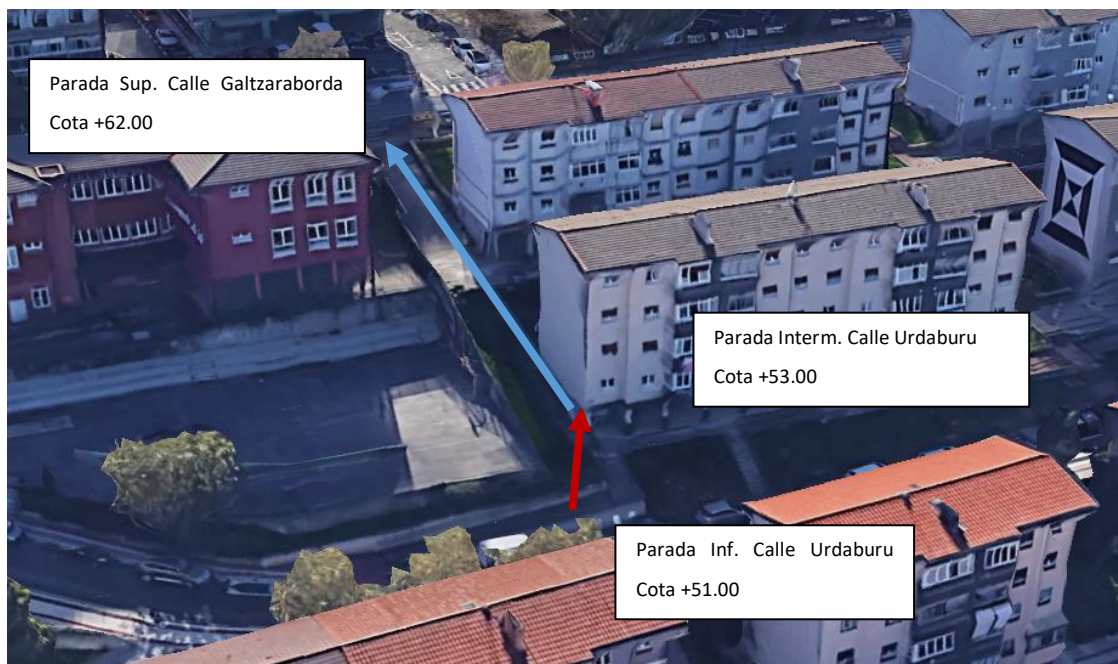 Parada Sup. Calle Galtzaraborda
Cota +62.00
Parada Interm. Calle Urdaburu
Cota +53.00
Parada Inf. Calle Urdaburu
Cota +51.00